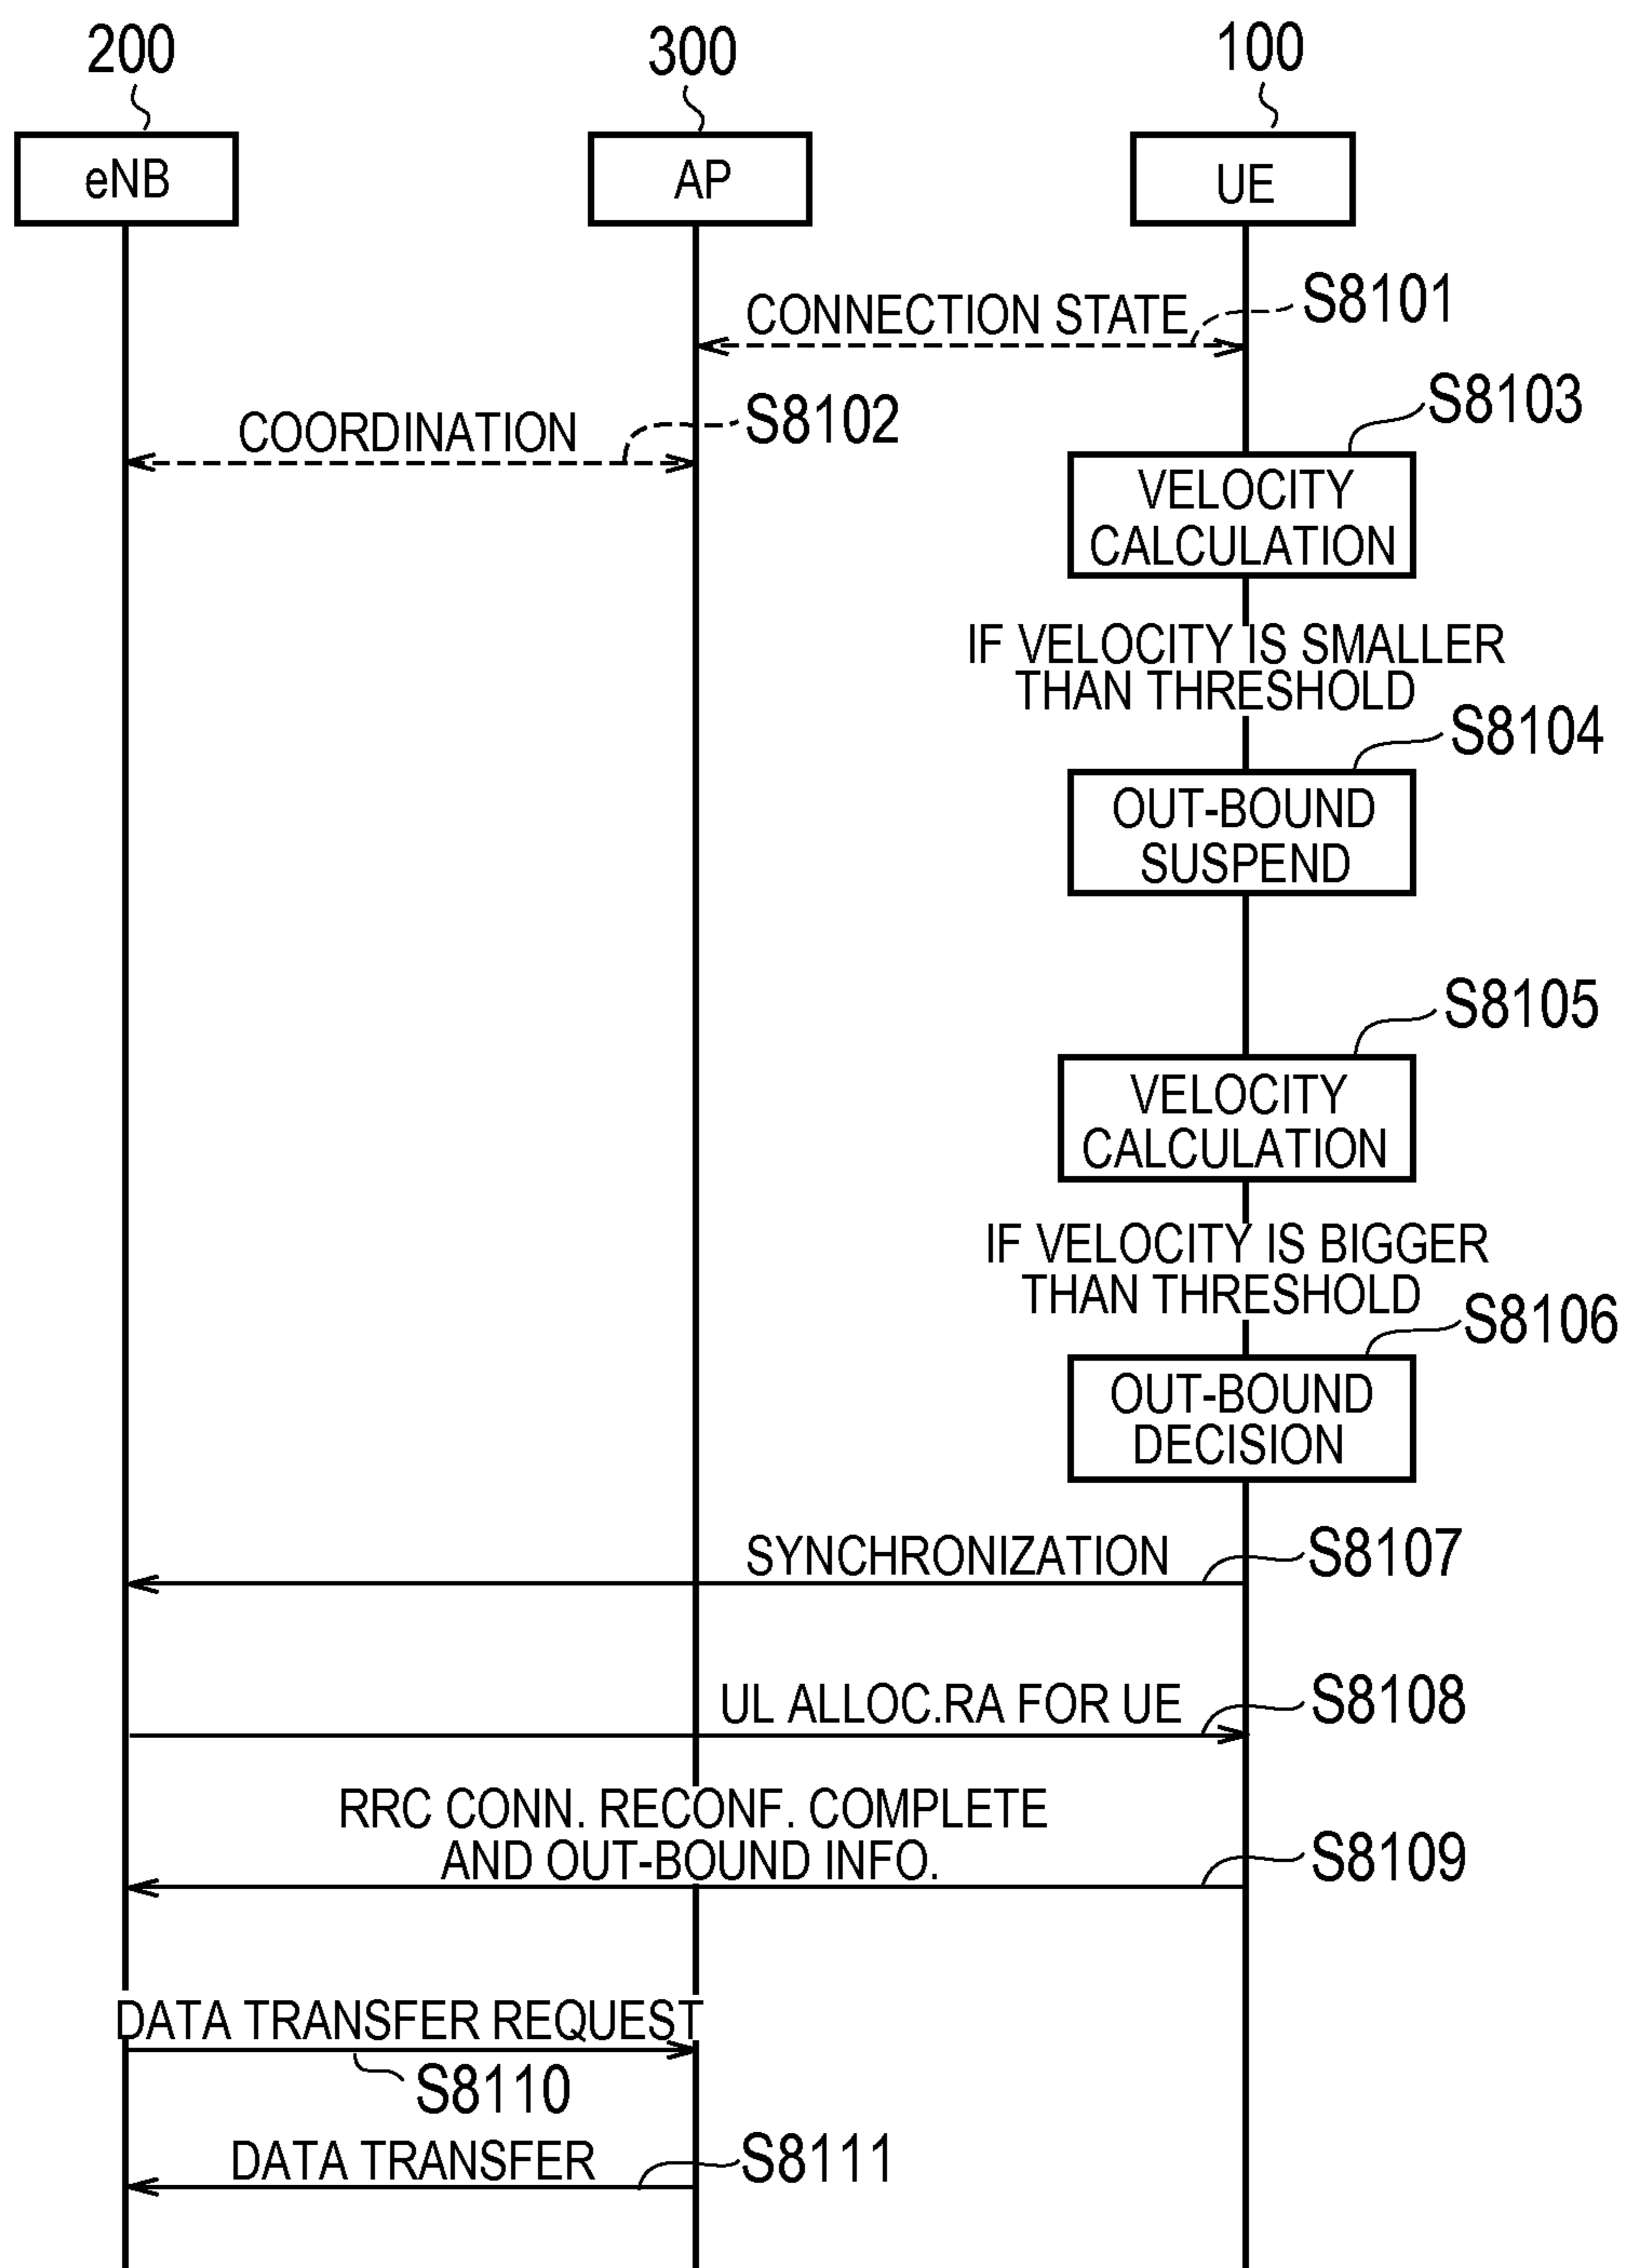 200
300
100
eNB
AP
UE
CONNECTION STATE
S8101
COORDINATION
S8102
S8103
VELOCITY
CALCULATION
IF VELOCITY IS SMALLER
THAN THRESHOLD
S8104
OUT-BOUND
SUSPEND
S8105
VELOCITY
CALCULATION
IF VELOCITY IS BIGGER
THAN THRESHOLD
S8106
OUT-BOUND
DECISION
SYNCHRONIZATION
S8107
UL ALLOC.RA FOR UE
S8108
RRC CONN. RECONF. COMPLETE
AND OUT-BOUND INFO.
S8109
DATA TRANSFER REQUEST
S8110
DATA TRANSFER
S8111